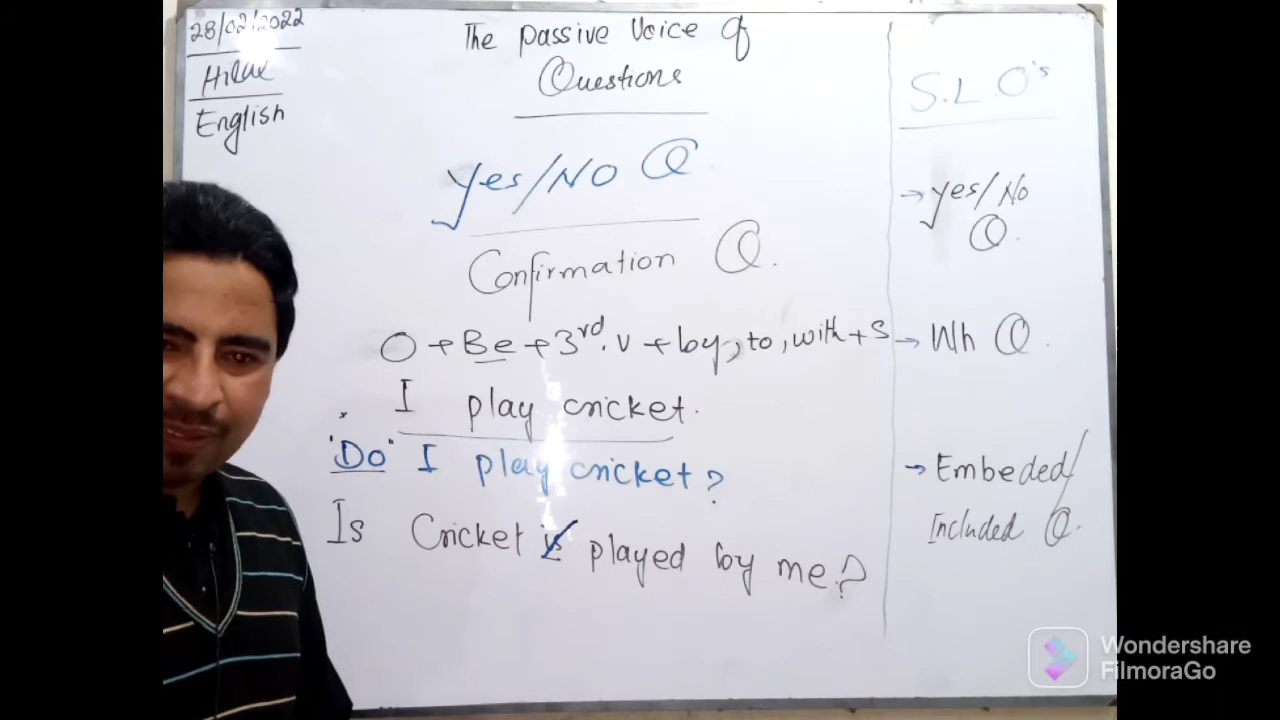 28/02/2022
Hilal
English
The Passive Voice of
Questions
Yes/No Q.
Confirmation Q.
O + Be + 3rd. V + by, to, with + S
I play cricket.
"Do" I play cricket?
Is Cricket is played by me?
S.L.O's
→ Yes/No
Q.
→ Wh Q.
→ Embeded/
Included Q.
Wondershare
FilmoraGo